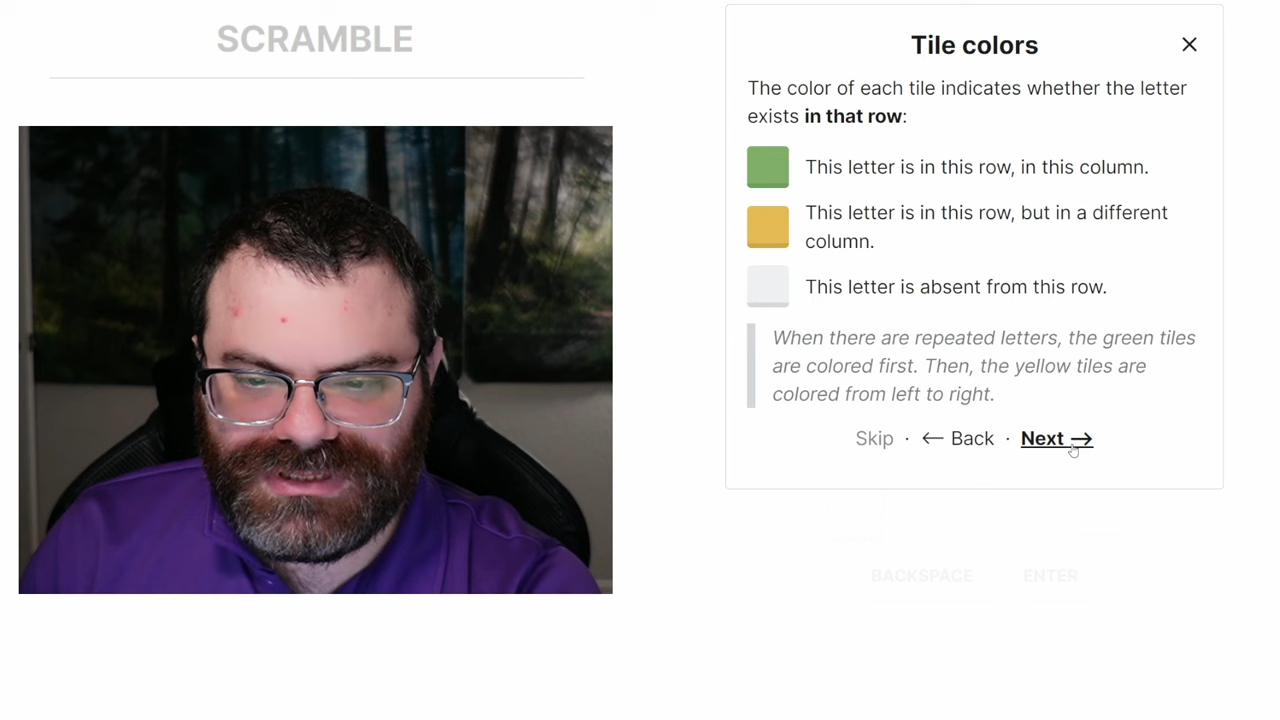 SCRAMBLE
Tile colors
The color of each tile indicates whether the letter
exists in that row:
This letter is in this row, in this column.
This letter is in this row, but in a different
column.
This letter is absent from this row.
When there are repeated letters, the green tiles
are colored first. Then, the yellow tiles are
colored from left to right.
Skip · ← Back · Next →
BACKSPACE ENTER